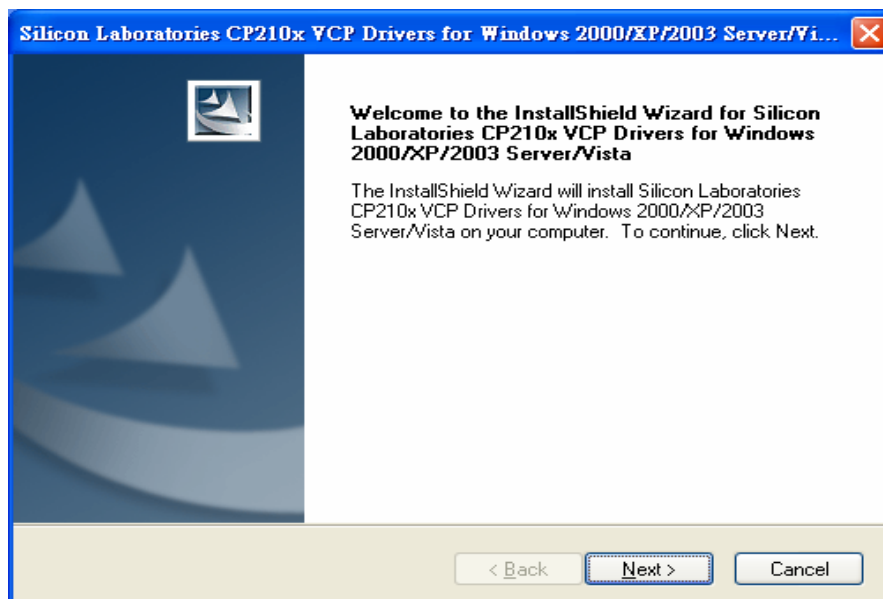 Silicon Laboratories CP210x VCP Drivers for Windows 2000/XP/2003 Server/Vi...
Welcome to the InstallShield Wizard for Silicon
Laboratories CP210x VCP Drivers for Windows
2000/XP/2003 Server/Vista
The InstallShield Wizard will install Silicon Laboratories
CP210x VCP Drivers for Windows 2000/XP/2003
Server/Vista on your computer.  To continue, click Next.
< Back
Next >
Cancel